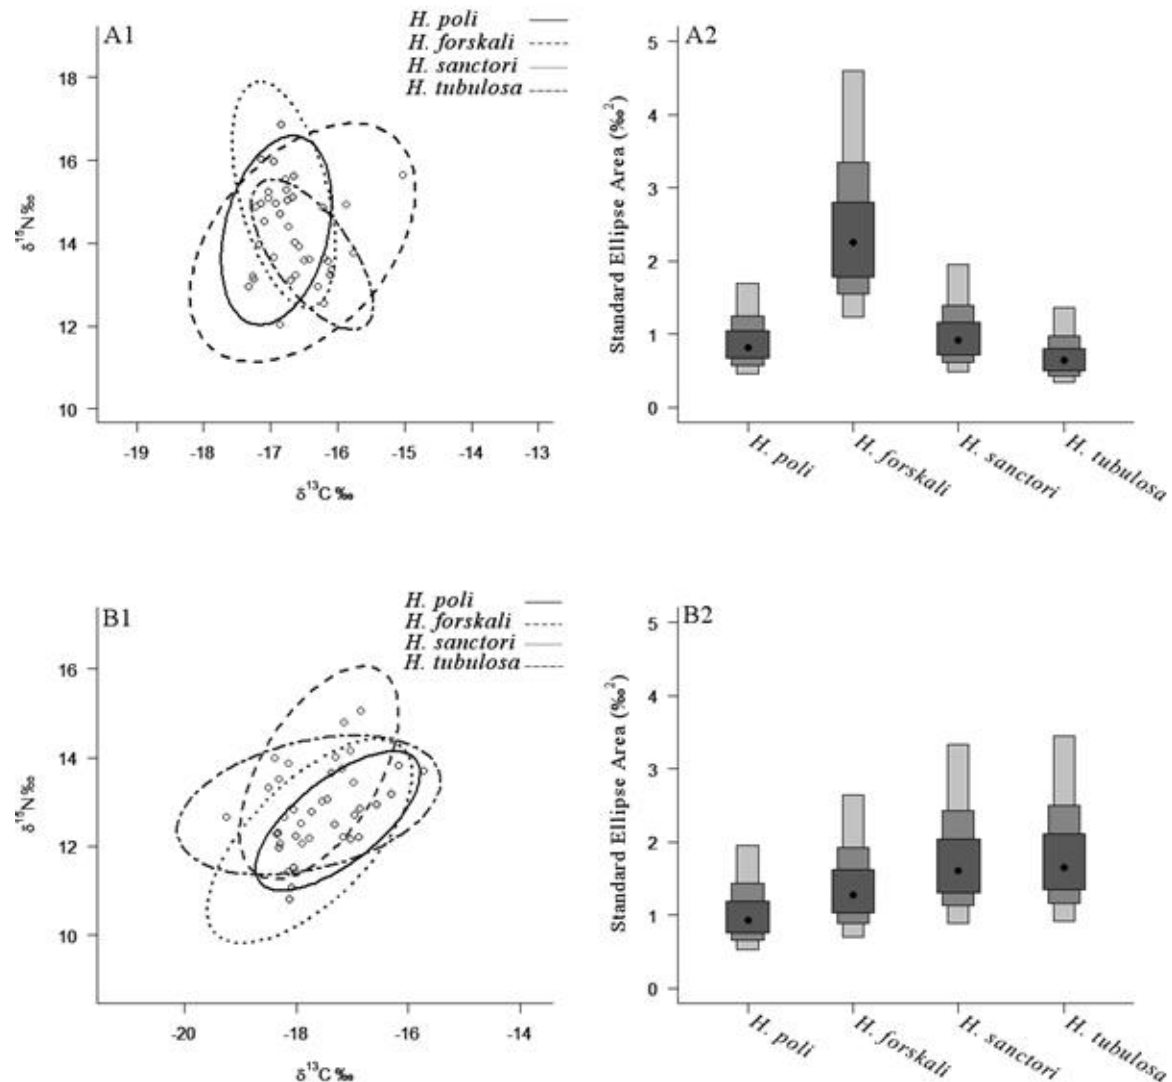 A1
H. poli
H. forskali
H. sanctori
H. tubulosa
18
16
14
12
10
δ15N‰
-19 -18 -17 -16 -15 -14 -13
δ13C‰
A2
5
4
3
2
1
0
Standard Ellipse Area (‰2)
H. poli
H. forskali
H. sanctori
H. tubulosa
B1
H. poli
H. forskali
H. sanctori
H. tubulosa
16
14
12
10
δ15N‰
-20 -18 -16 -14
δ13C‰
B2
5
4
3
2
1
0
Standard Ellipse Area (‰2)
H. poli
H. forskali
H. sanctori
H. tubulosa